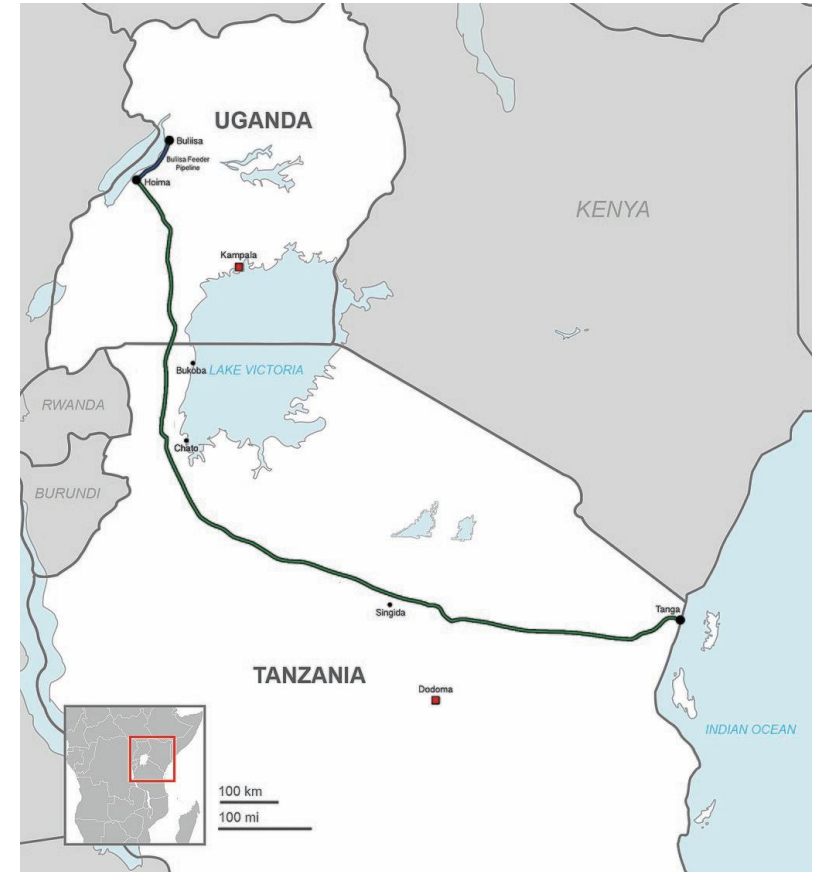 UGANDA
Buliisa
Buliisa Feeder
Pipeline
Hoima
KENYA
Kampala
Bukoba
LAKE VICTORIA
RWANDA
Chato
BURUNDI
Singida
Tanga
TANZANIA
Dodoma
INDIAN OCEAN
100 km
100 mi